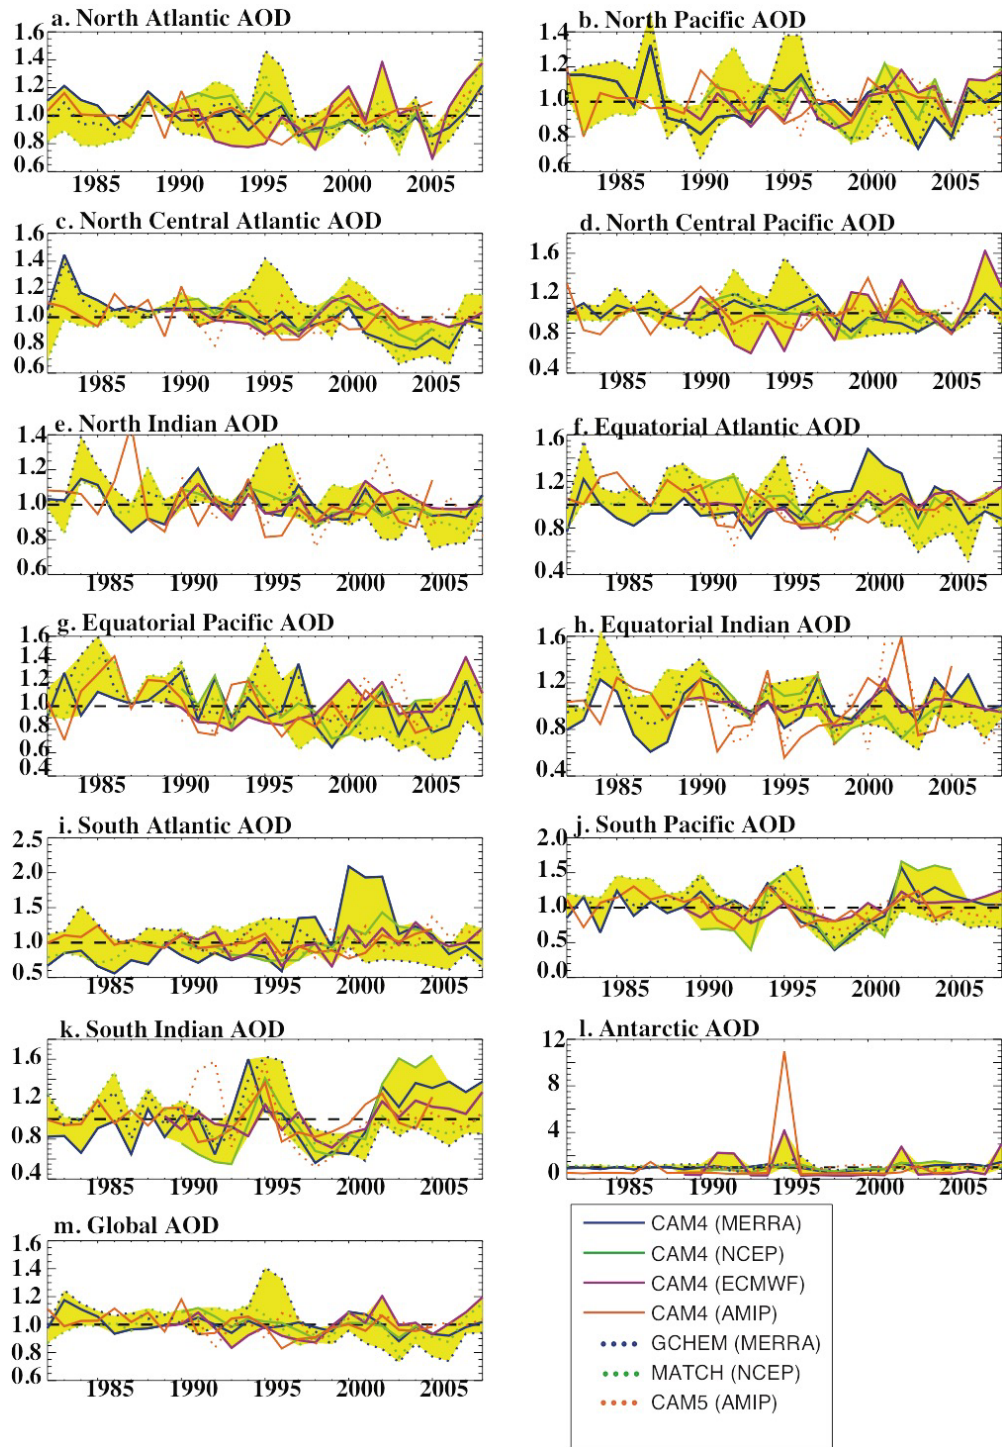 a. North Atlantic AOD
1.6
1.4
1.2
1.0
0.8
0.6
1985 1990 1995 2000 2005
b. North Pacific AOD
1.4
1.2
1.0
0.8
0.6
1985 1990 1995 2000 2005
c. North Central Atlantic AOD
1.6
1.4
1.2
1.0
0.8
0.6
1985 1990 1995 2000 2005
d. North Central Pacific AOD
1.6
1.2
1.0
0.8
0.4
1985 1990 1995 2000 2005
e. North Indian AOD
1.4
1.2
1.0
0.8
0.6
1985 1990 1995 2000 2005
f. Equatorial Atlantic AOD
1.6
1.2
1.0
0.8
0.4
1985 1990 1995 2000 2005
g. Equatorial Pacific AOD
1.6
1.4
1.2
1.0
0.8
0.6
0.4
1985 1990 1995 2000 2005
h. Equatorial Indian AOD
1.6
1.2
1.0
0.8
0.4
1985 1990 1995 2000 2005
i. South Atlantic AOD
2.5
2.0
1.5
1.0
0.5
1985 1990 1995 2000 2005
j. South Pacific AOD
2.0
1.5
1.0
0.5
0.0
1985 1990 1995 2000 2005
k. South Indian AOD
1.6
1.2
1.0
0.8
0.4
1985 1990 1995 2000 2005
l. Antarctic AOD
12
8
4
1
0
1985 1990 1995 2000 2005
m. Global AOD
1.6
1.4
1.2
1.0
0.8
0.6
1985 1990 1995 2000 2005
CAM4 (MERRA)
CAM4 (NCEP)
CAM4 (ECMWF)
CAM4 (AMIP)
GCHEM (MERRA)
MATCH (NCEP)
CAM5 (AMIP)